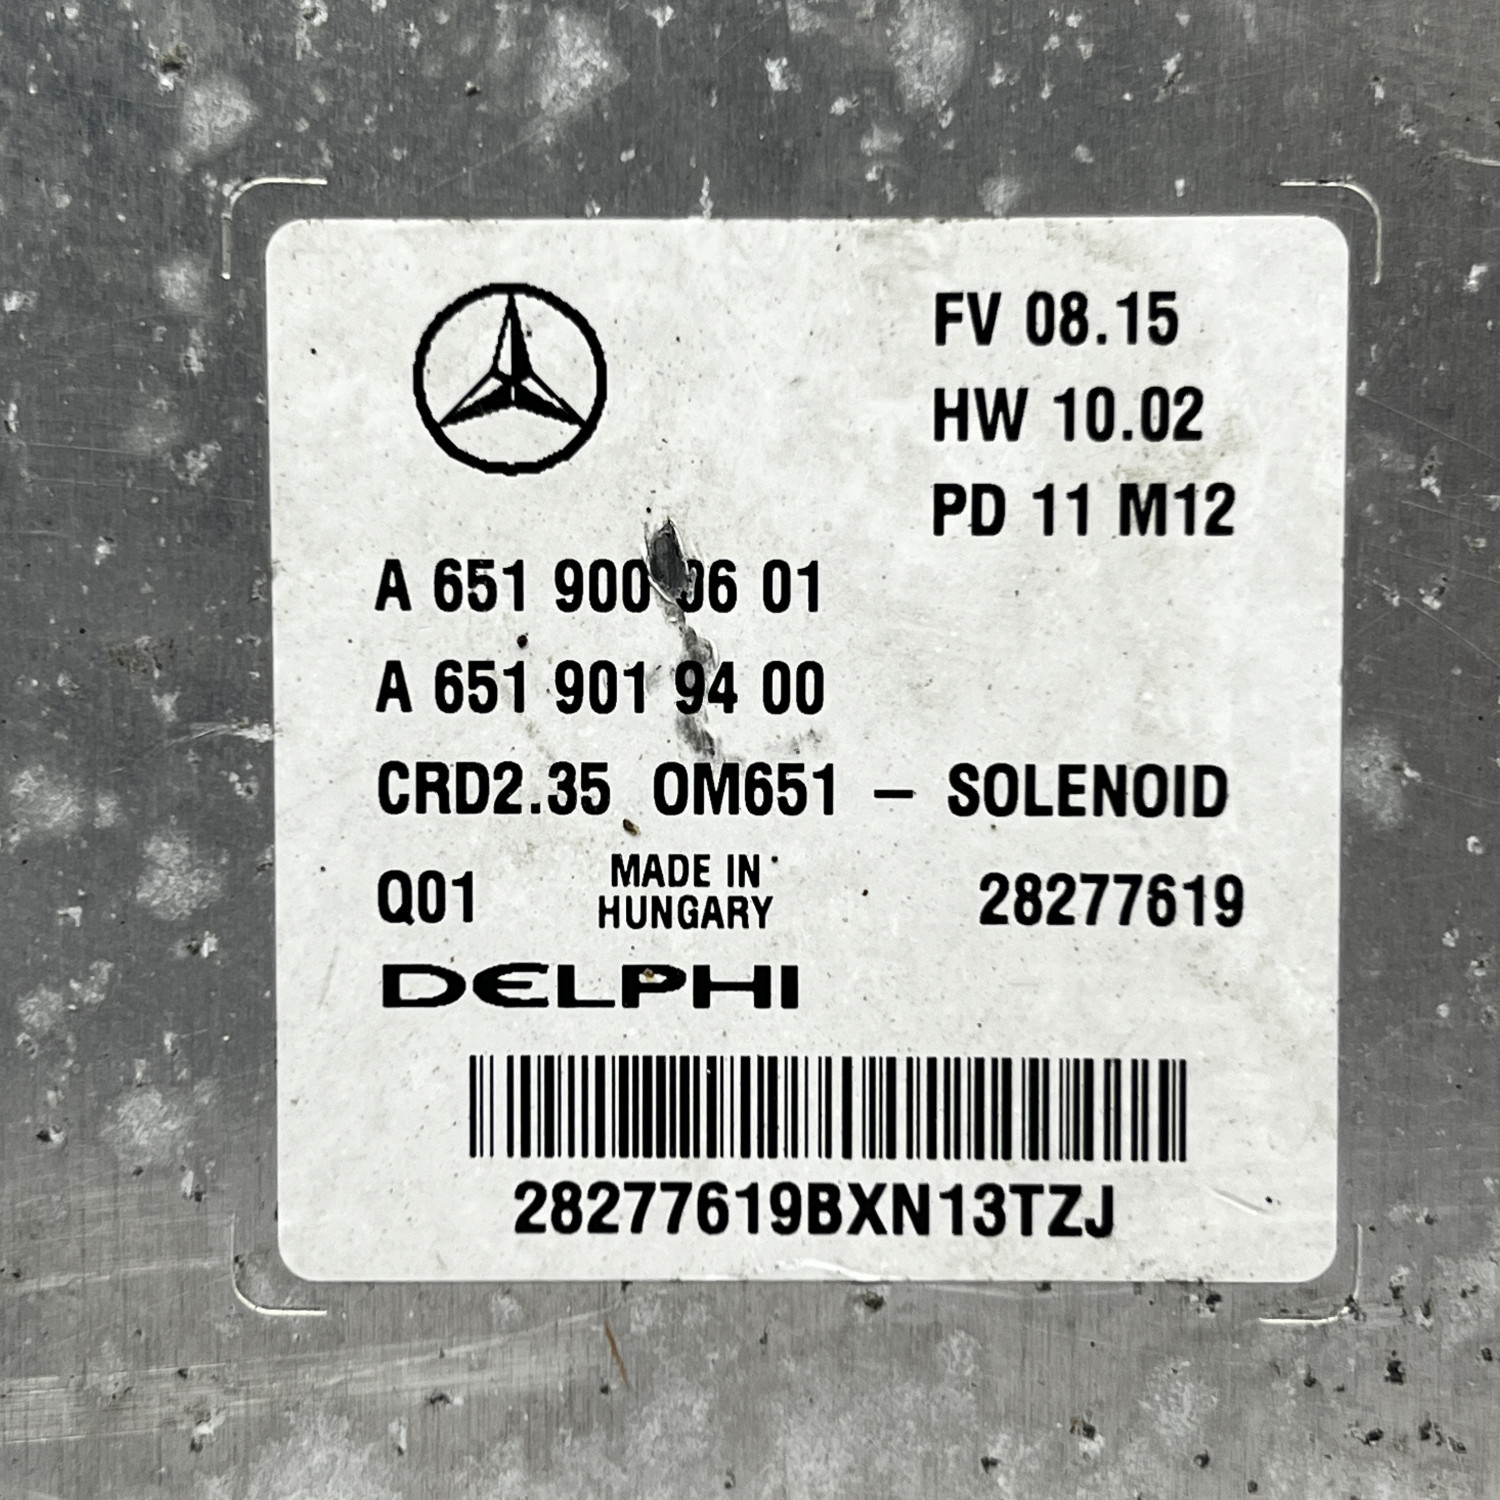 FV 08.15
HW 10.02
PD 11 M12
A 651 900 06 01
A 651 901 94 00
CRD2.35 OM651 – SOLENOID
Q01 MADE IN HUNGARY 28277619
DELPHI
28277619BXN13TZJ